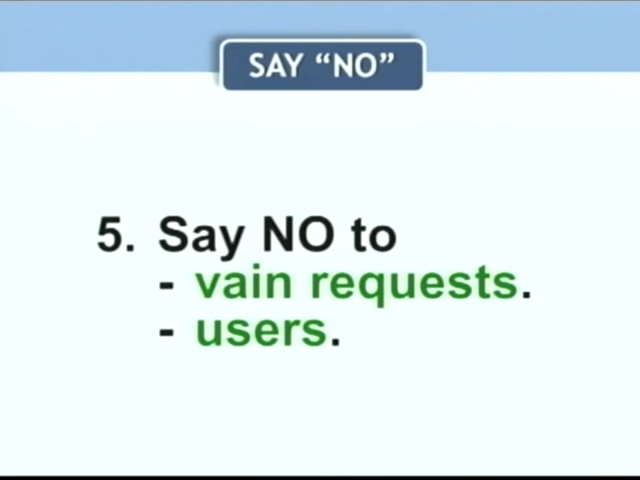 SAY “NO”
5. Say NO to
- vain requests.
- users.